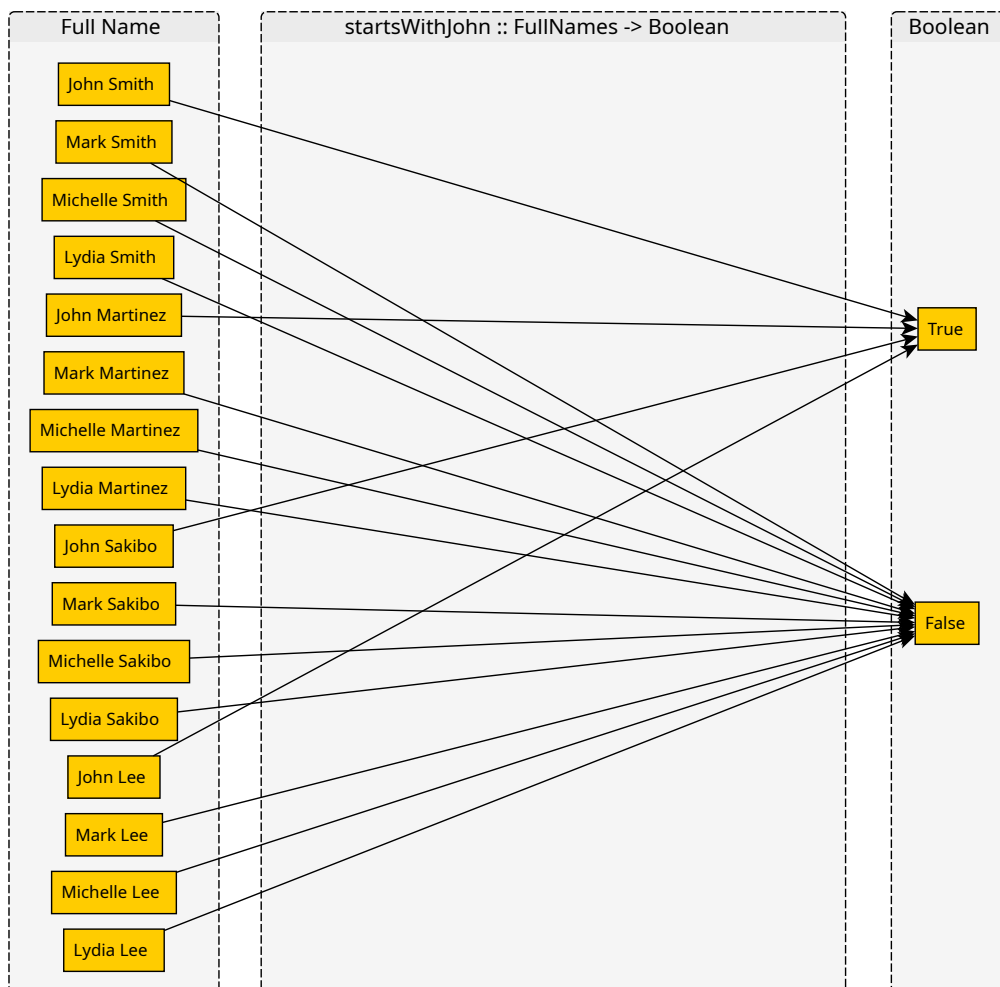 Full Name
startsWithJohn :: FullNames -> Boolean
Boolean
John Smith
Mark Smith
Michelle Smith
Lydia Smith
John Martinez
True
Mark Martinez
Michelle Martinez
Lydia Martinez
John Sakibo
Mark Sakibo
False
Michelle Sakibo
Lydia Sakibo
John Lee
Mark Lee
Michelle Lee
Lydia Lee